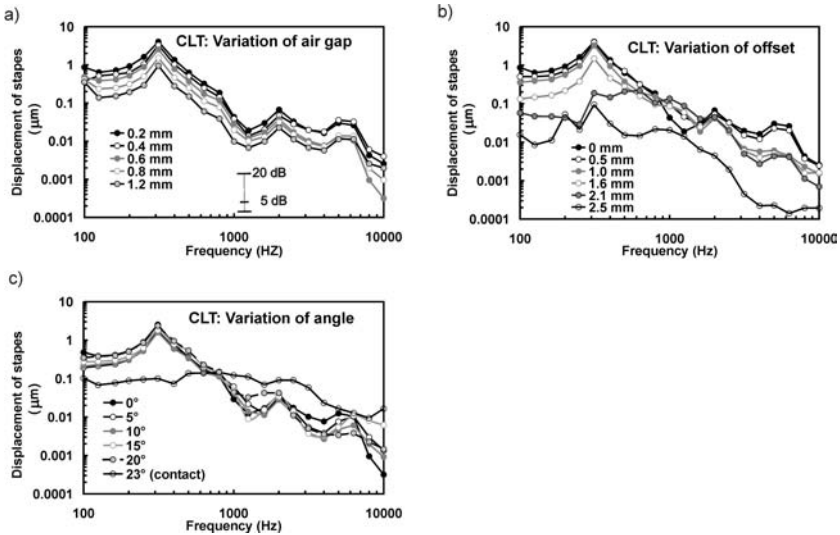 a)
CLT: Variation of air gap
Displacement of stapes
(µm)
10
1
0.1
0.01
0.001
0.0001
0.2 mm
0.4 mm
0.6 mm
0.8 mm
1.2 mm
20 dB
5 dB
100
1000
10000
Frequency (HZ)
b)
CLT: Variation of offset
Displacement of stapes
(µm)
10
1
0.1
0.01
0.001
0.0001
0 mm
0.5 mm
1.0 mm
1.6 mm
2.1 mm
2.5 mm
100
1000
10000
Frequency (Hz)
c)
CLT: Variation of angle
Displacement of stapes
(µm)
10
1
0.1
0.01
0.001
0.0001
0°
5°
10°
15°
20°
23° (contact)
100
1000
10000
Frequency (Hz)